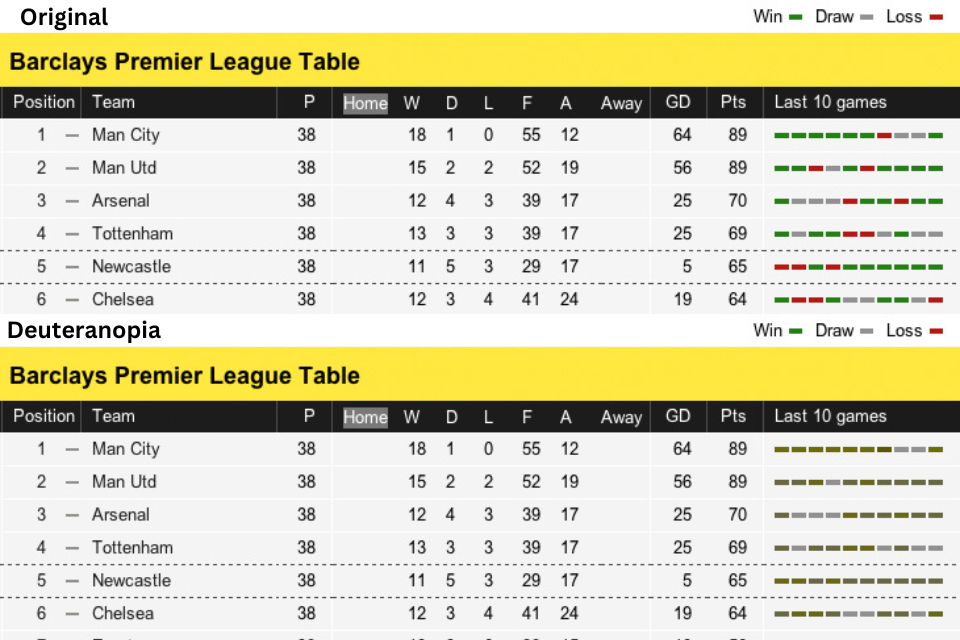 Original
Win Draw Loss
Barclays Premier League Table
Position Team P Home W D L F A Away GD Pts Last 10 games
1 — Man City 38 18 1 0 55 12 64 89
2 — Man Utd 38 15 2 2 52 19 56 89
3 — Arsenal 38 12 4 3 39 17 25 70
4 — Tottenham 38 13 3 3 39 17 25 69
5 — Newcastle 38 11 5 3 29 17 5 65
6 — Chelsea 38 12 3 4 41 24 19 64
Deuteranopia
Win Draw Loss
Barclays Premier League Table
Position Team P Home W D L F A Away GD Pts Last 10 games
1 — Man City 38 18 1 0 55 12 64 89
2 — Man Utd 38 15 2 2 52 19 56 89
3 — Arsenal 38 12 4 3 39 17 25 70
4 — Tottenham 38 13 3 3 39 17 25 69
5 — Newcastle 38 11 5 3 29 17 5 65
6 — Chelsea 38 12 3 4 41 24 19 64